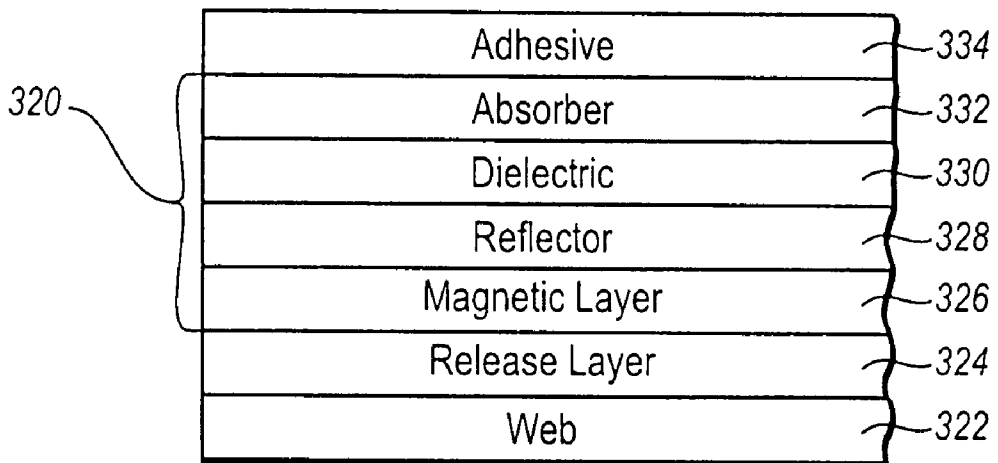 Adhesive 334
320 Absorber 332
Dielectric 330
Reflector 328
Magnetic Layer 326
Release Layer 324
Web 322